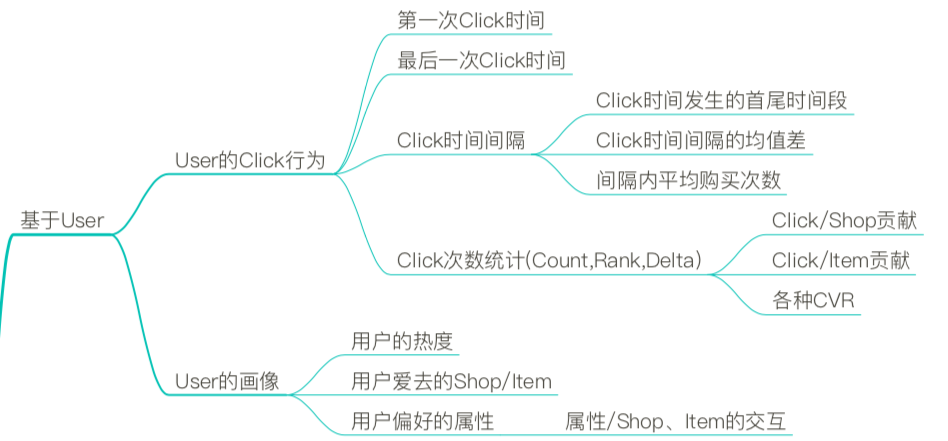 第一次Click时间
最后一次Click时间
Click时间发生的首尾时间段
Click时间间隔
Click时间间隔的均值差
User的Click行为
间隔内平均购买次数
基于User
Click/Shop贡献
Click次数统计(Count,Rank,Delta)
Click/Item贡献
各种CVR
用户的热度
User的画像
用户爱去的Shop/Item
用户偏好的属性
属性/Shop、Item的交互